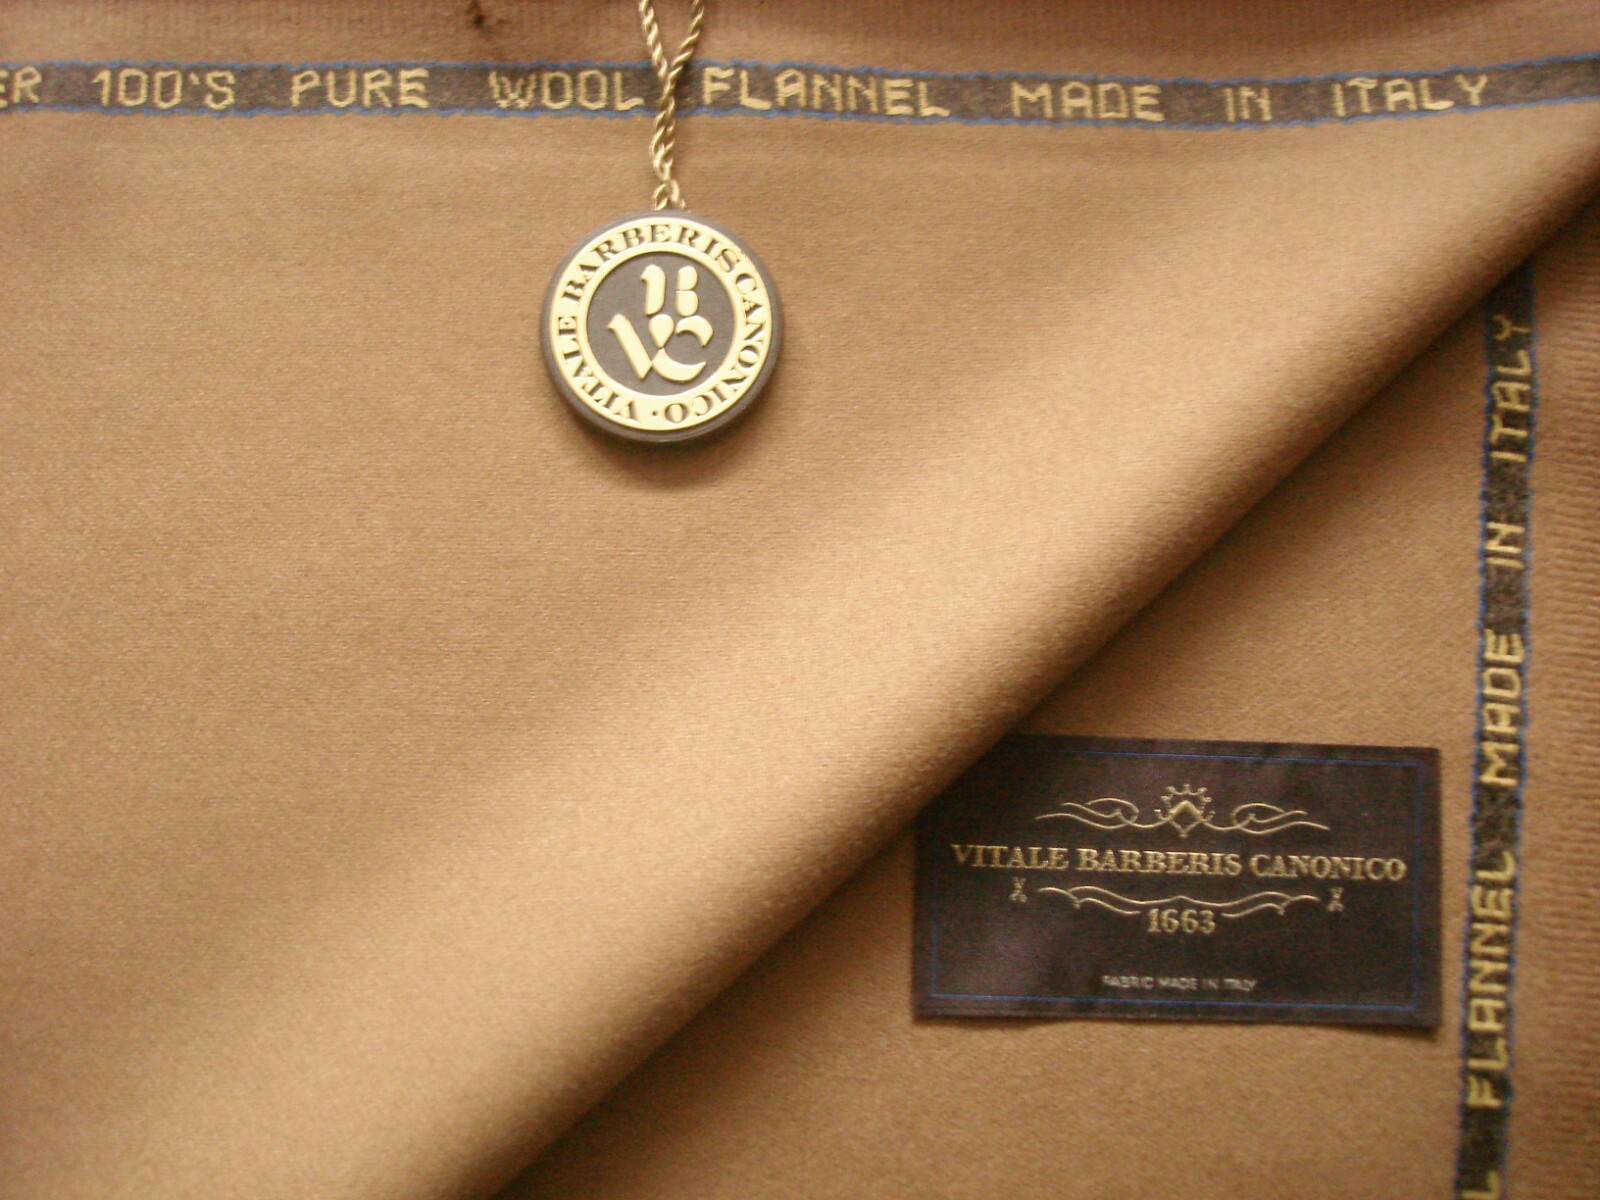 ER 100'S PURE WOOL FLANNEL MADE IN ITALY
VITALE BARBERIS CANONICO ·
VBC
VITALE BARBERIS CANONICO
1663
FABRIC MADE IN ITALY
L FLANNEL MADE IN ITALY